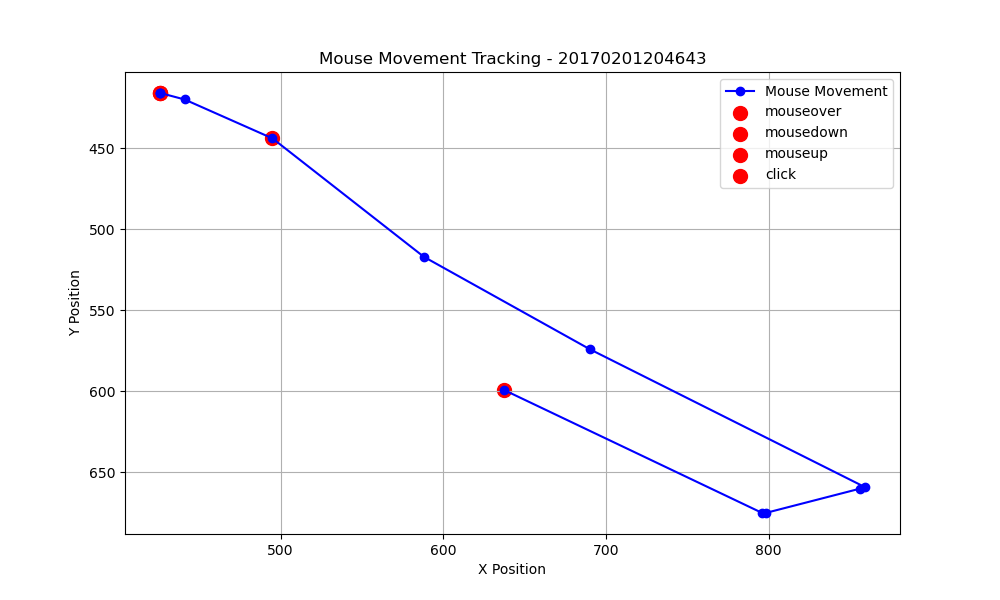 Mouse Movement Tracking - 20170201204643
Mouse Movement
mouseover
mousedown
mouseup
click
450
500
550
600
650
Y Position
500
600
700
800
X Position